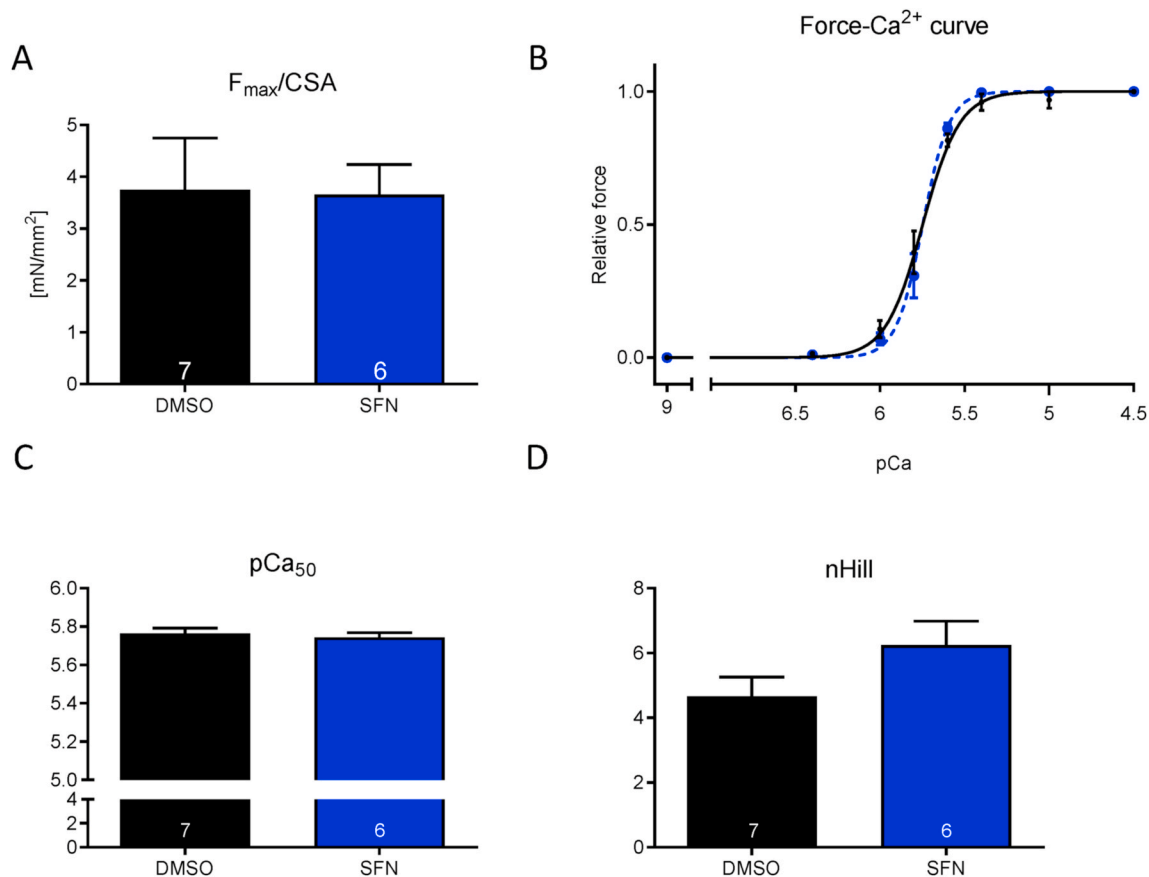 A
F_max/CSA
[mN/mm²]
5
4
3
2
1
0
7
6
DMSO
SFN
B
Force-Ca²⁺ curve
Relative force
1.0
0.5
0.0
9
6.5
6
5.5
5
4.5
pCa
C
pCa₅₀
6.0
5.8
5.6
5.4
5.2
5.0
4
2
0
7
6
DMSO
SFN
D
nHill
8
6
4
2
0
7
6
DMSO
SFN